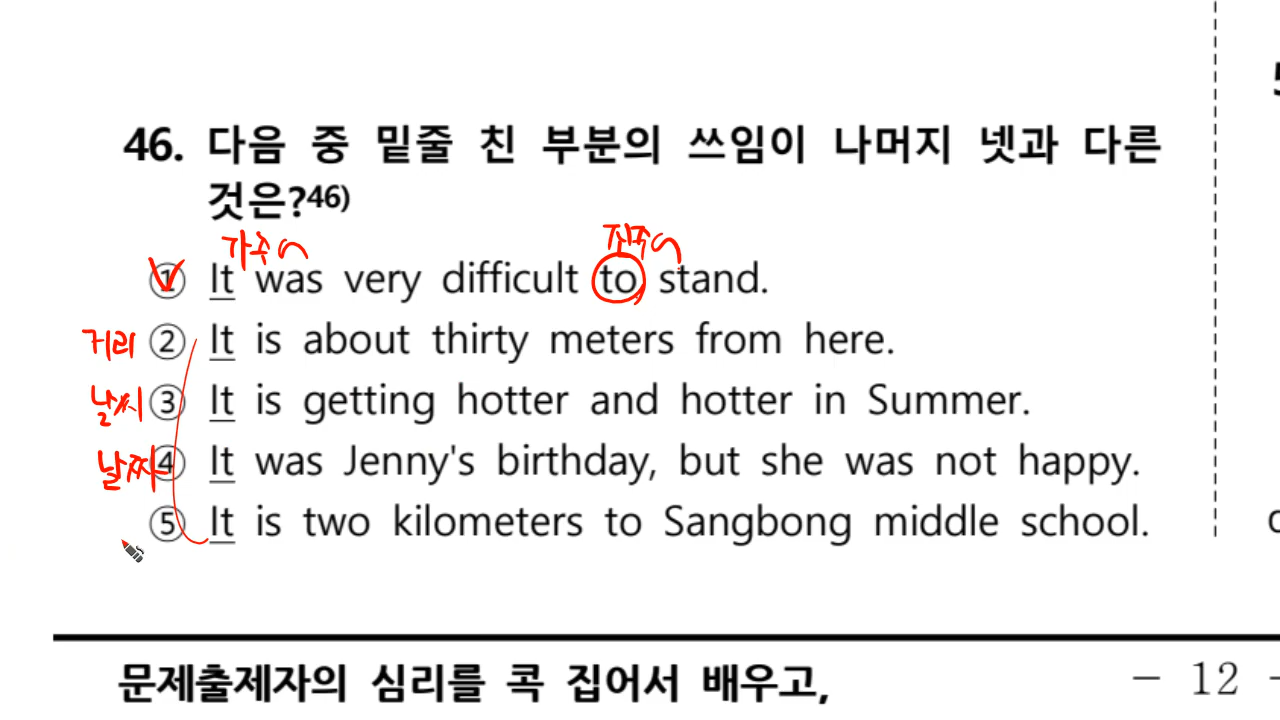 46. 다음 중 밑줄 친 부분의 쓰임이 나머지 넷과 다른
것은?46)
가주어 진주어
① It was very difficult to stand.
거리 ② It is about thirty meters from here.
날씨 ③ It is getting hotter and hotter in Summer.
날짜 ④ It was Jenny's birthday, but she was not happy.
⑤ It is two kilometers to Sangbong middle school.
문제출제자의 심리를 콕 집어서 배우고,
- 12 -